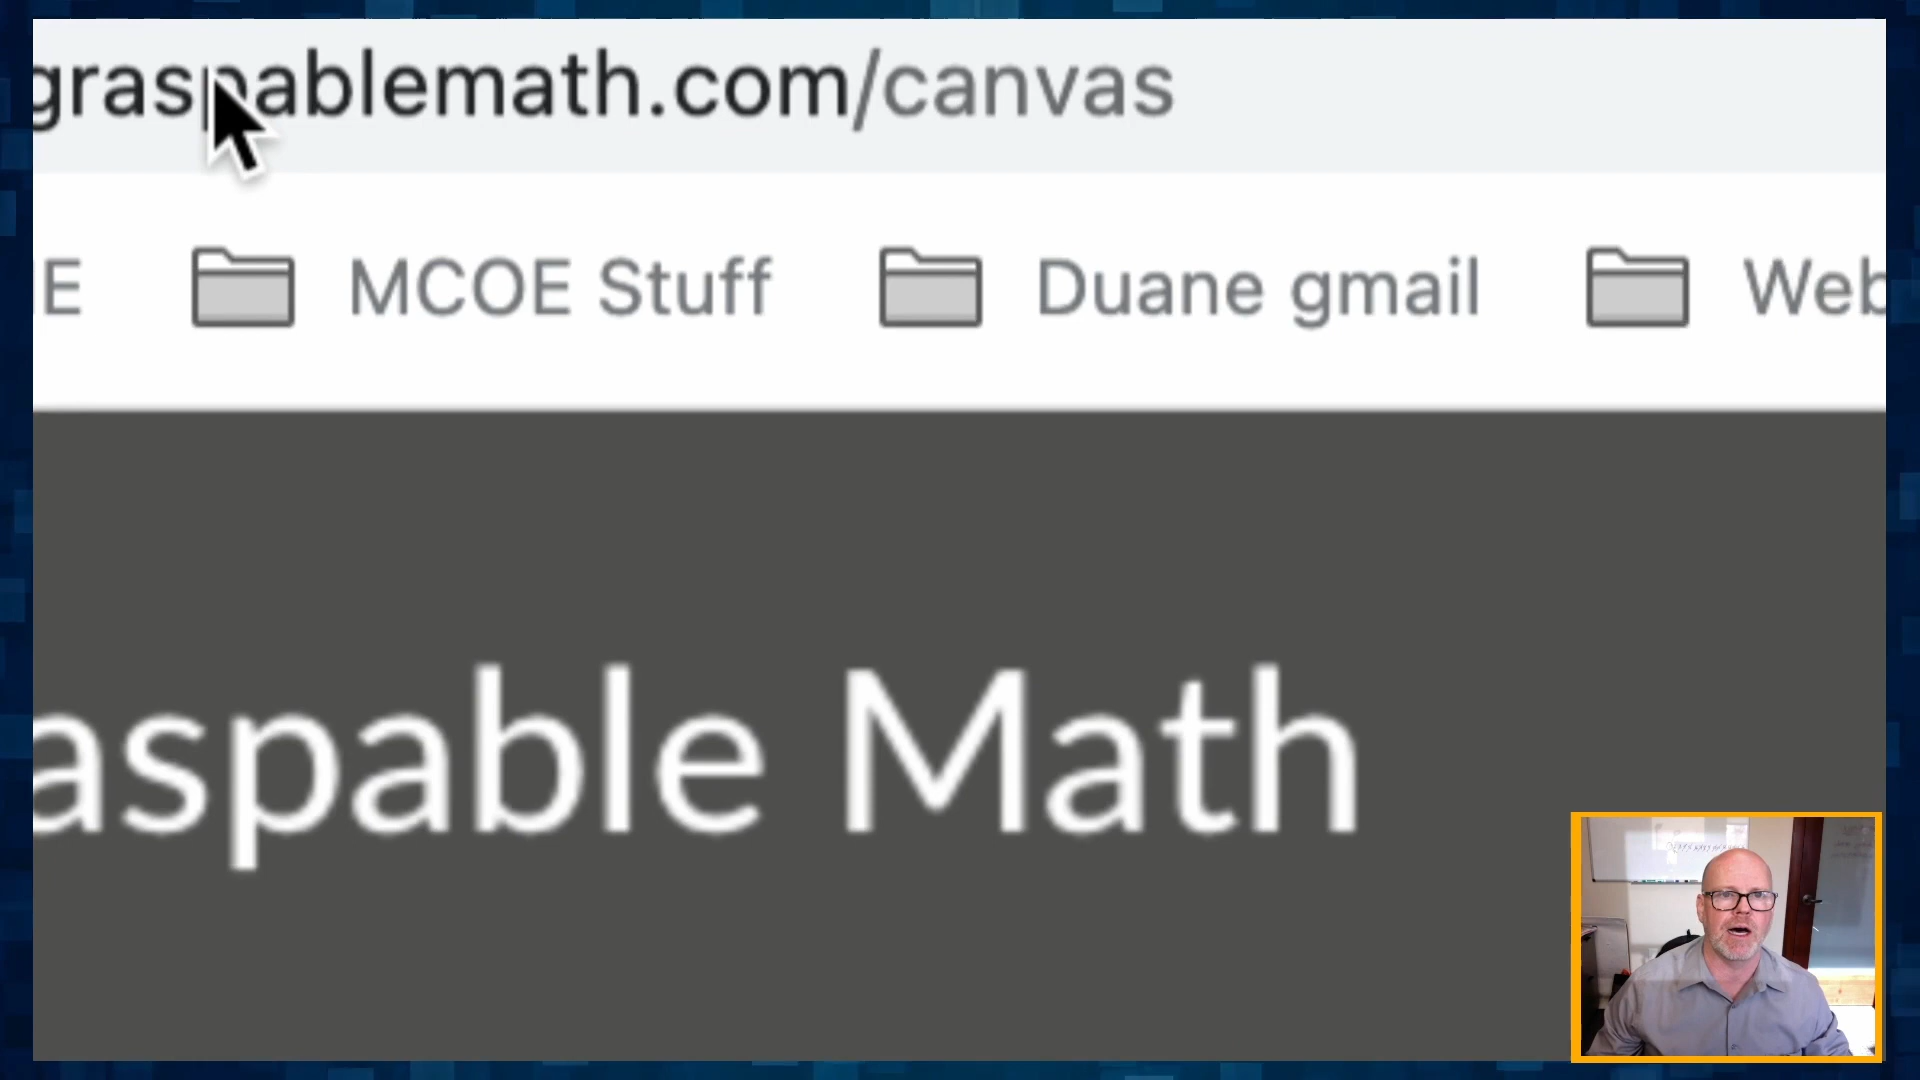 graspablemath.com/canvas
E MCOE Stuff Duane gmail Web
aspable Math